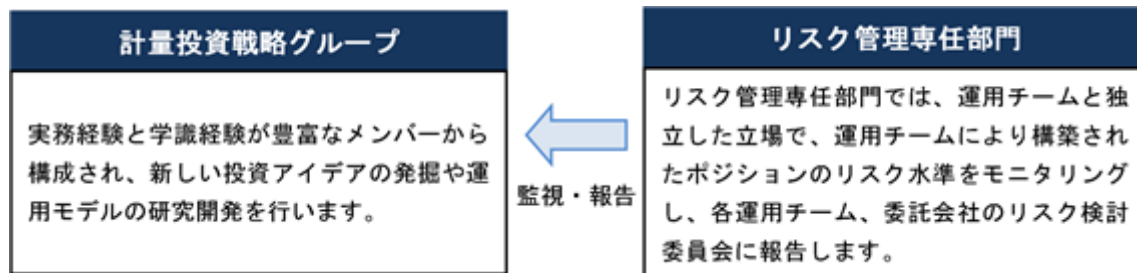 計量投資戦略グループ
実務経験と学識経験が豊富なメンバーから
構成され、新しい投資アイデアの発掘や運
用モデルの研究開発を行います。
監視・報告
リスク管理専任部門
リスク管理専任部門では、運用チームと独
立した立場で、運用チームにより構築され
たポジションのリスク水準をモニタリング
し、各運用チーム、委託会社のリスク検討
委員会に報告します。